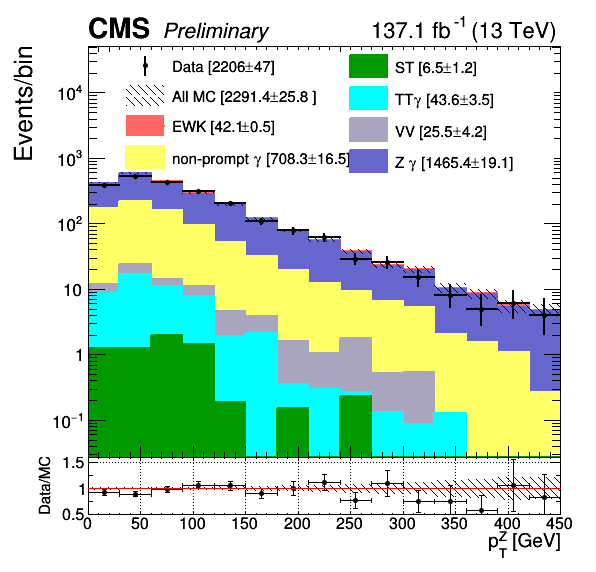 CMS Preliminary 137.1 fb⁻¹ (13 TeV)
Events/bin
Data [2206±47]
All MC [2291.4±25.8 ]
EWK [42.1±0.5]
non-prompt γ [708.3±16.5]
ST [6.5±1.2]
TTγ [43.6±3.5]
VV [25.5±4.2]
Z γ [1465.4±19.1]
10⁴
10³
10²
10
1
10⁻¹
Data/MC
1.5
1
0.5
0 50 100 150 200 250 300 350 400 450
p_T^Z [GeV]